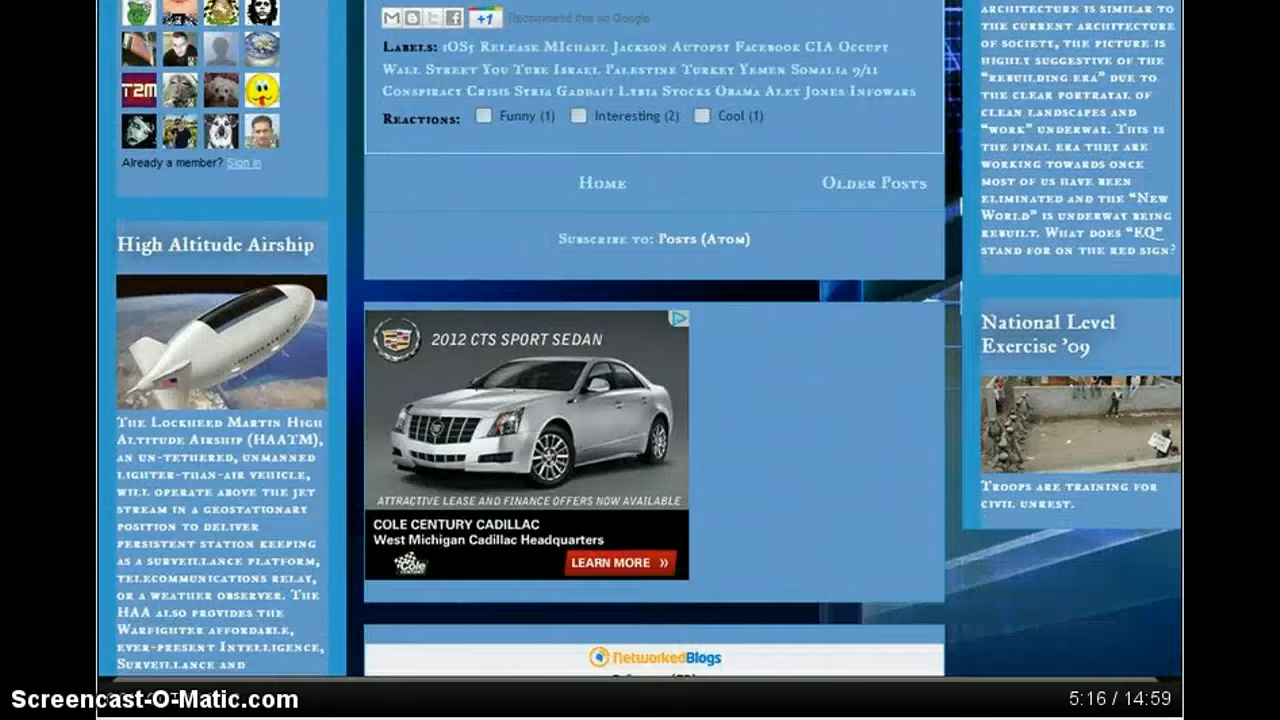 T2M
Already a member? Sign in
High Altitude Airship
The Lockheed Martin High
Altitude Airship (HAATM),
an un-tethered, unmanned
lighter-than-air vehicle,
will operate above the jet
stream in a geostationary
position to deliver
persistent station keeping
as a surveillance platform,
telecommunications relay,
or a weather observer. The
HAA also provides the
Warfighter affordable,
ever-present Intelligence,
Surveillance and
+1 Recommend this on Google
Labels: iOS5 Release Michael Jackson Autopsy Facebook CIA Occupy
Wall Street You Tube Israel Palestine Turkey Yemen Somalia 9/11
Conspiracy Crisis Syria Gaddafi Lybia Stocks Obama Alex Jones Infowars
Reactions: Funny (1) Interesting (2) Cool (1)
Home Older Posts
Subscribe to: Posts (Atom)
2012 CTS SPORT SEDAN
ATTRACTIVE LEASE AND FINANCE OFFERS NOW AVAILABLE
COLE CENTURY CADILLAC
West Michigan Cadillac Headquarters
Cole
LEARN MORE »
NetworkedBlogs
architecture is similar to
the current architecture
of society, the picture is
highly suggestive of the
"rebuilding era" due to
the clear portrayal of
clean landscapes and
"work" underway. This is
the final era they are
working towards once
most of us have been
eliminated and the "New
World" is underway being
rebuilt. What does "EQ"
stand for on the red sign?
National Level
Exercise '09
Troops are training for
civil unrest.
Screencast-O-Matic.com
5:16 / 14:59